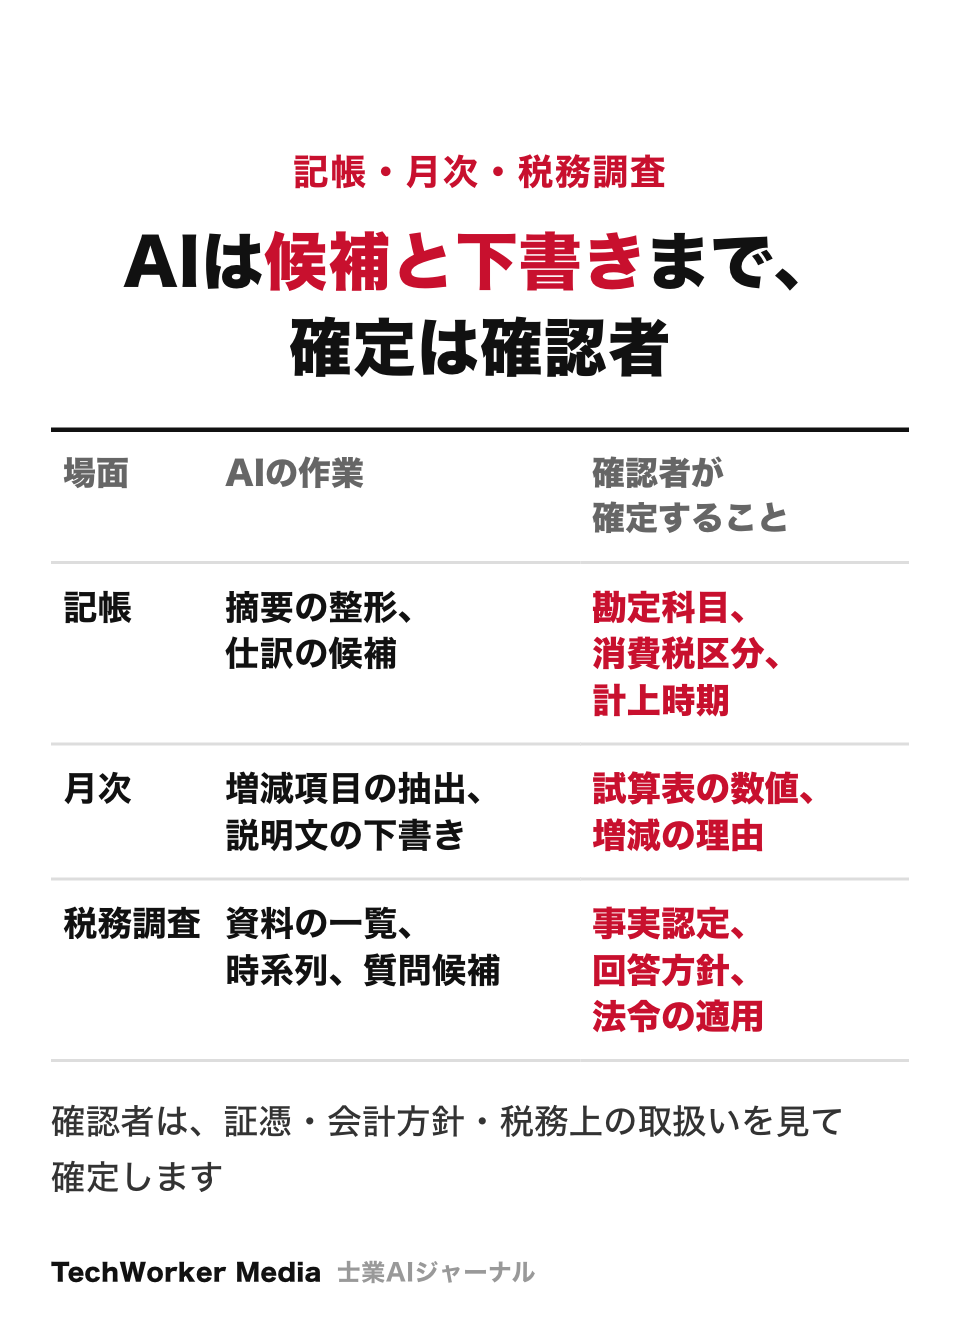 記帳・月次・税務調査
AIは候補と下書きまで、
確定は確認者
場面 AIの作業 確認者が
確定すること
記帳 摘要の整形、 勘定科目、
仕訳の候補 消費税区分、
計上時期
月次 増減項目の抽出、 試算表の数値、
説明文の下書き 増減の理由
税務調査 資料の一覧、 事実認定、
時系列、質問候補 回答方針、
法令の適用
確認者は、証憑・会計方針・税務上の取扱いを見て
確定します
TechWorker Media 士業AIジャーナル